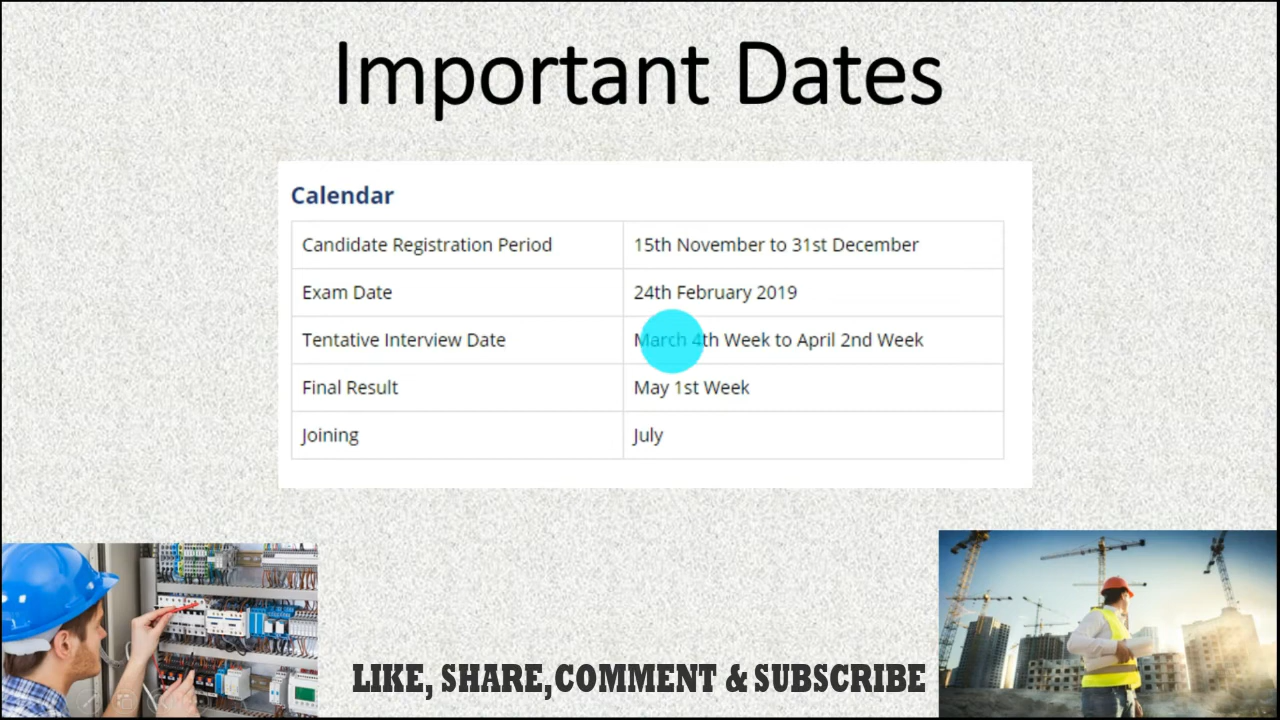 Important Dates
Calendar
Candidate Registration Period 15th November to 31st December
Exam Date 24th February 2019
Tentative Interview Date March 4th Week to April 2nd Week
Final Result May 1st Week
Joining July
LIKE, SHARE,COMMENT & SUBSCRIBE